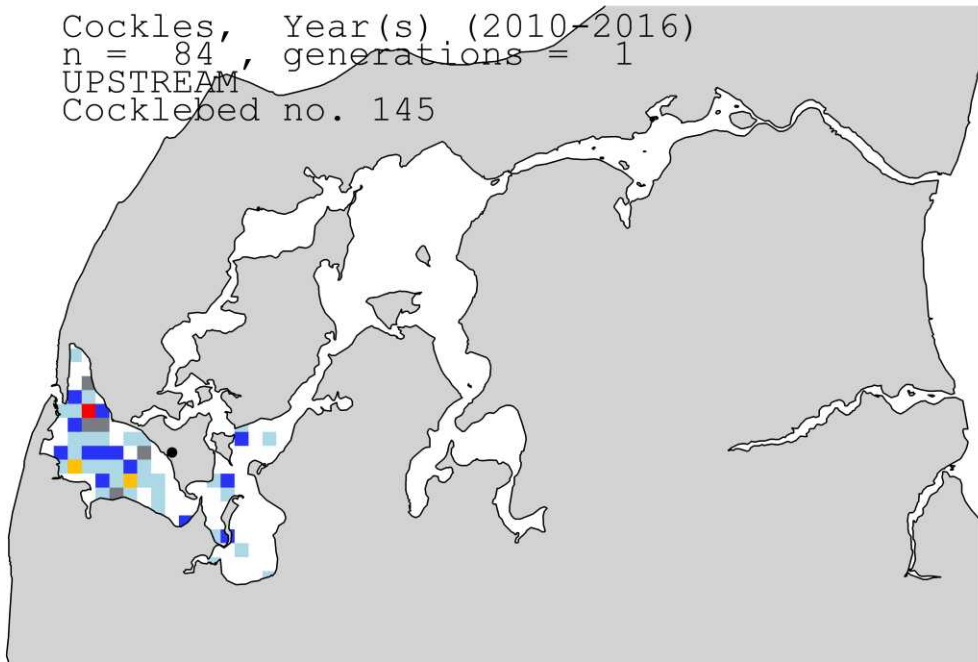 Cockles, Year(s) (2010-2016)
n = 84 , generations = 1
UPSTREAM
Cocklebed no. 145